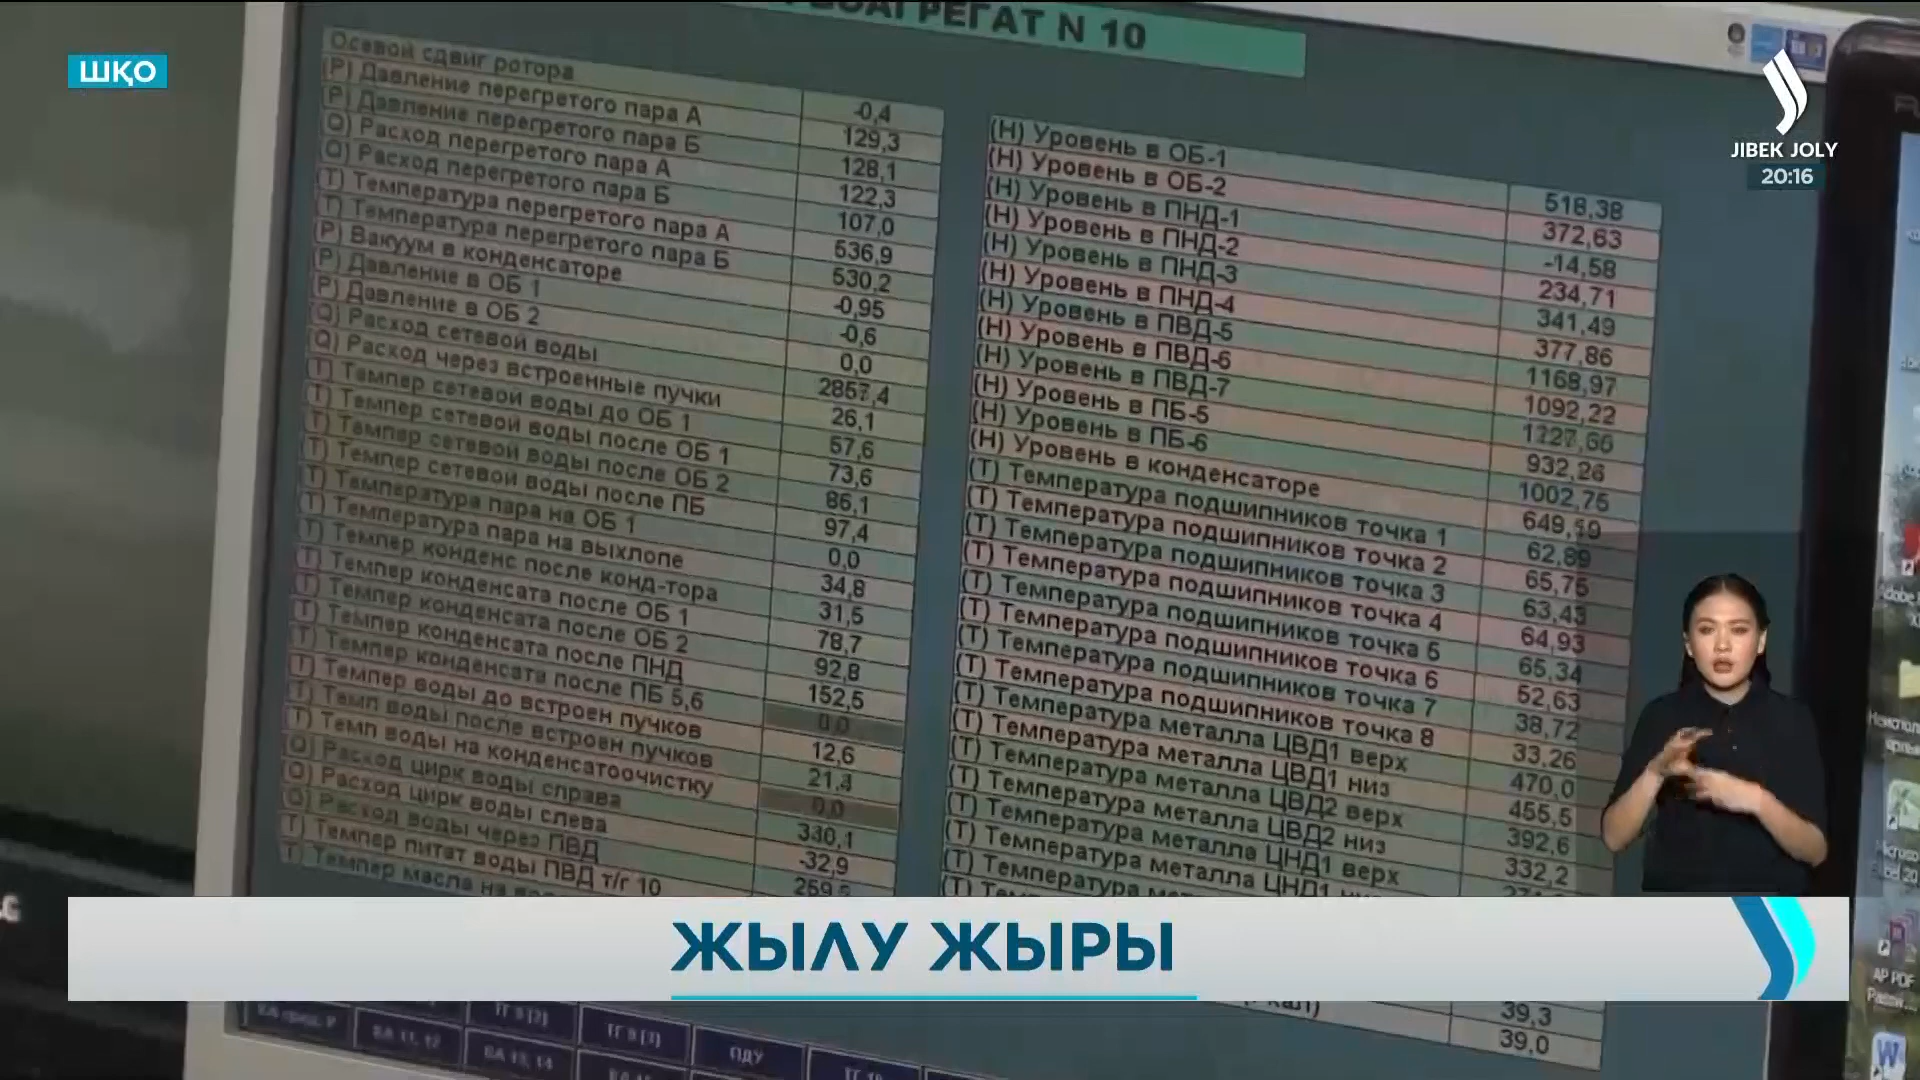 ШҚО
N 10
JIBEK JOLY
20:16
Осевой сдвиг ротора -0,4
(P) Давление перегретого пара А 129,3
(P) Давление перегретого пара Б 128,1
(Q) Расход перегретого пара А 122,3
(Q) Расход перегретого пара Б 107,0
(T) Температура перегретого пара А 536,9
(T) Температура перегретого пара Б 530,2
(P) Вакуум в конденсаторе -0,95
(P) Давление в ОБ 1 -0,6
(P) Давление в ОБ 2 0,0
(Q) Расход сетевой воды 2857,4
(Q) Расход через встроенные пучки 26,1
(T) Темпер сетевой воды до ОБ 1 57,6
(T) Темпер сетевой воды после ОБ 1 73,6
(T) Темпер сетевой воды после ОБ 2 86,1
(T) Темпер сетевой воды после ПБ 97,4
(T) Температура пара на ОБ 1 0,0
(T) Температура пара на выхлопе 34,8
(T) Темпер конденс после конд-тора 31,5
(T) Темпер конденсата после ОБ 1 78,7
(T) Темпер конденсата после ОБ 2 92,8
(T) Темпер конденсата после ПНД 152,5
(T) Темпер конденсата после ПБ 5,6 0,0
(T) Темпер воды до встроен пучков 12,6
(T) Темп воды после встроен пучков 21,4
(T) Темп воды на конденсатоочистку 0,0
(Q) Расход цирк воды справа 330,1
(Q) Расход цирк воды слева -32,9
(Q) Расход воды через ПВД
(T) Темпер питат воды ПВД т/г 10
(T) Темпер масла на
(H) Уровень в ОБ-1 518,38
(H) Уровень в ОБ-2 372,63
(H) Уровень в ПНД-1 -14,58
(H) Уровень в ПНД-2 234,71
(H) Уровень в ПНД-3 341,49
(H) Уровень в ПНД-4 377,86
(H) Уровень в ПВД-5 1168,97
(H) Уровень в ПВД-6 1092,22
(H) Уровень в ПВД-7
(H) Уровень в ПБ-5 932,26
(H) Уровень в ПБ-6 1002,75
(H) Уровень в конденсаторе
(T) Температура подшипников точка 1 62,89
(T) Температура подшипников точка 2 65,75
(T) Температура подшипников точка 3 63,43
(T) Температура подшипников точка 4 64,93
(T) Температура подшипников точка 5 65,34
(T) Температура подшипников точка 6 52,63
(T) Температура подшипников точка 7 38,72
(T) Температура подшипников точка 8 33,26
(T) Температура металла ЦВД1 верх 470,0
(T) Температура металла ЦВД1 низ 455,5
(T) Температура металла ЦВД2 верх 392,6
(T) Температура металла ЦВД2 низ 332,2
(T) Температура металла ЦНД1 верх
(T) Температура металла ЦНД1
ЖЫЛУ ЖЫРЫ
39,3
39,0
ПДУ